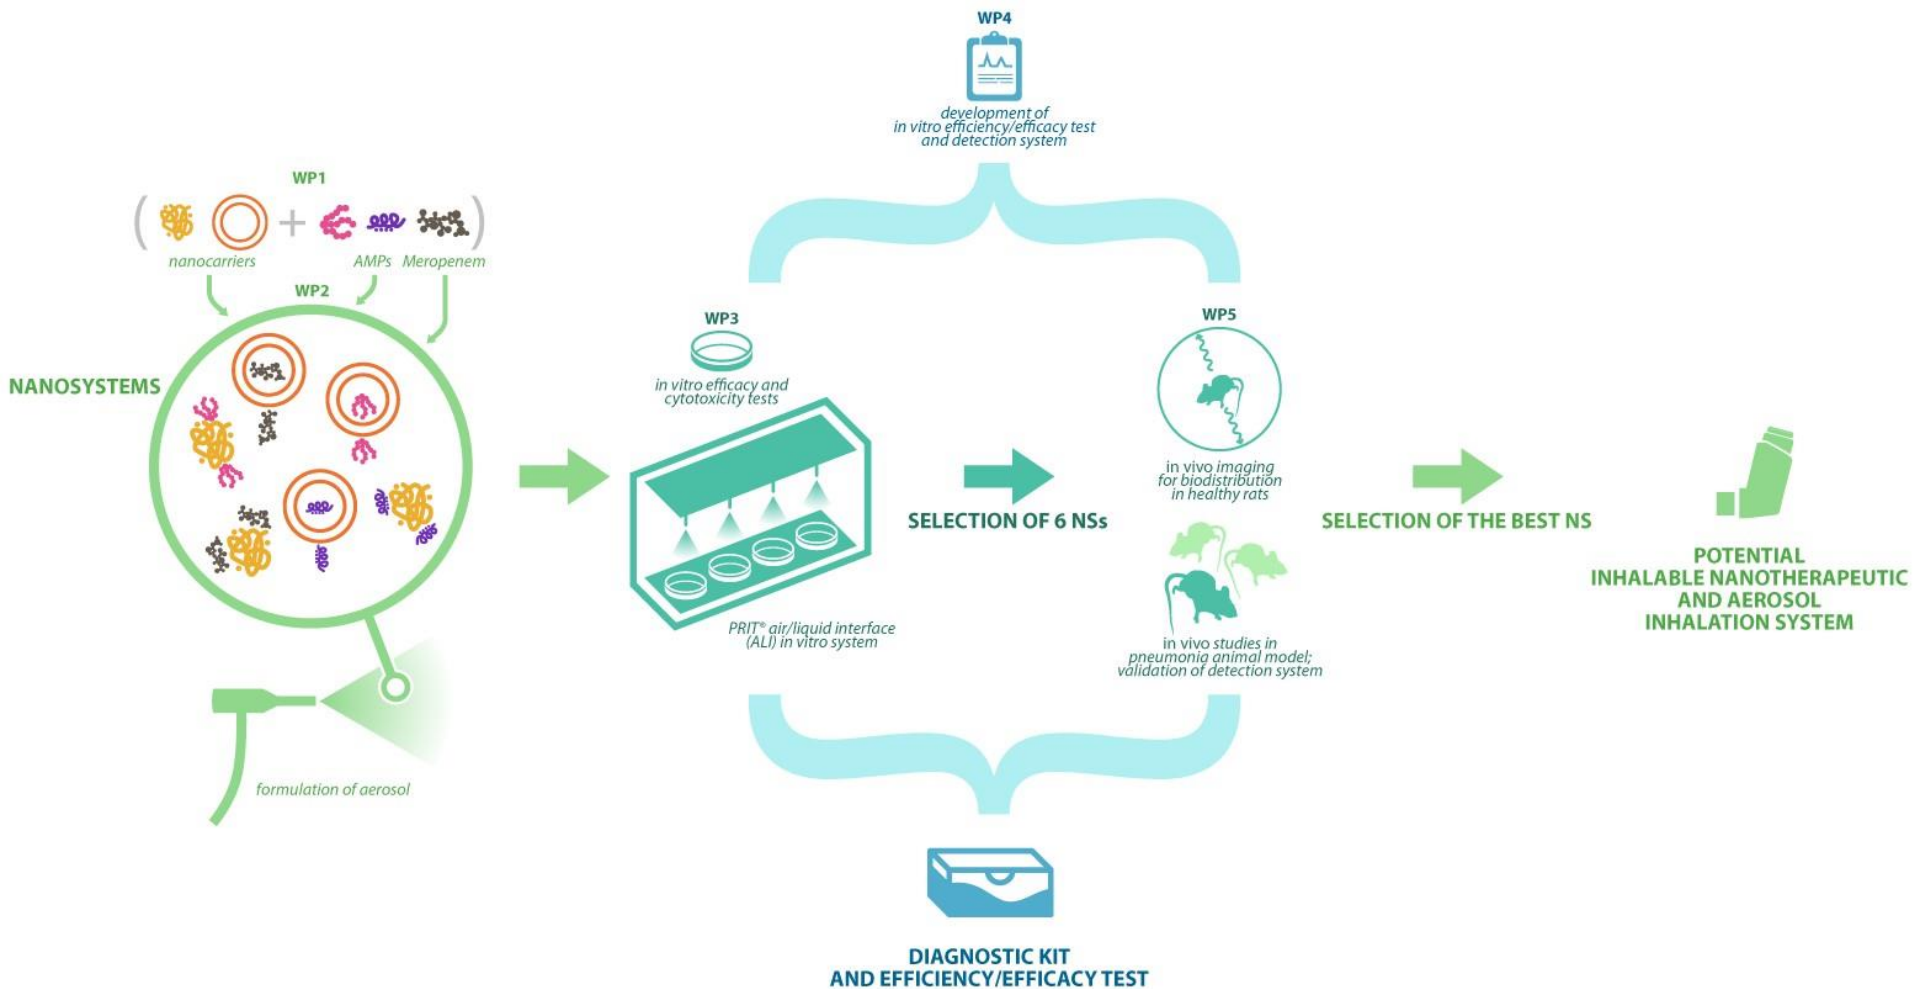 WP4
development of
in vitro efficiency/efficacy test
and detection system
WP1
( + )
nanocarriers
AMPs
Meropenem
WP2
NANOSYSTEMS
formulation of aerosol
WP3
in vitro efficacy and
cytotoxicity tests
PRIT® air/liquid interface
(ALI) in vitro system
SELECTION OF 6 NSs
WP5
in vivo imaging
for biodistribution
in healthy rats
in vivo studies in
pneumonia animal model;
validation of detection system
SELECTION OF THE BEST NS
POTENTIAL
INHALABLE NANOTHERAPEUTIC
AND AEROSOL
INHALATION SYSTEM
DIAGNOSTIC KIT
AND EFFICIENCY/EFFICACY TEST